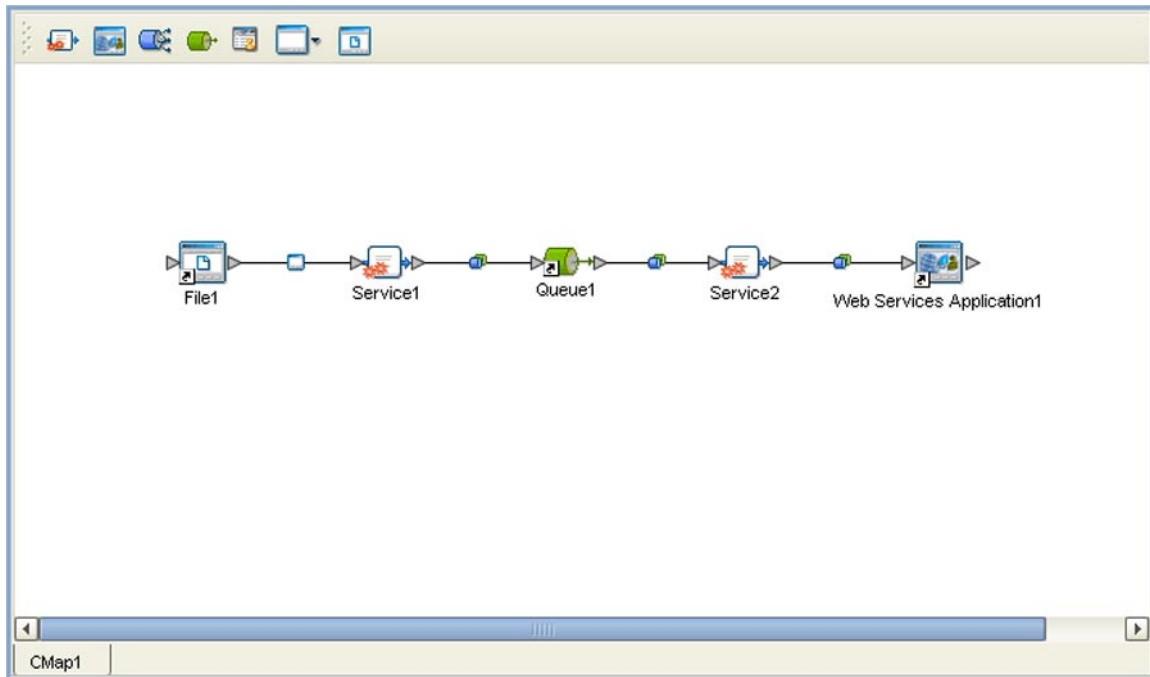 File1
Service1
Queue1
Service2
Web Services Application1
CMap1